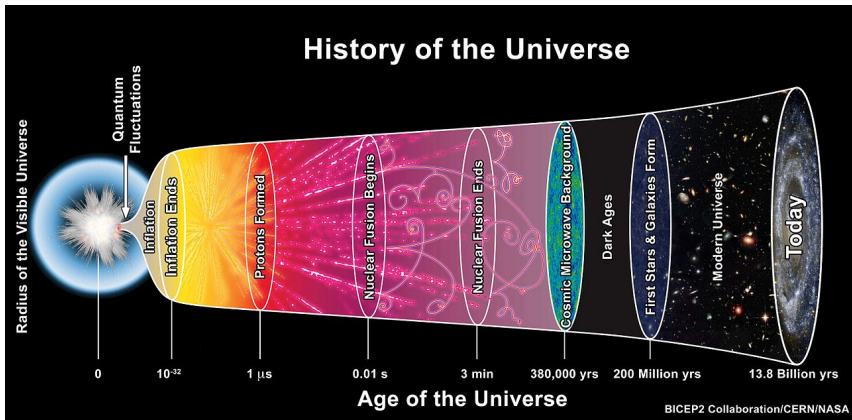 History of the Universe
Radius of the Visible Universe
Quantum
Fluctuations
Inflation
Inflation Ends
Protons Formed
Nuclear Fusion Begins
Nuclear Fusion Ends
Cosmic Microwave Background
Dark Ages
First Stars & Galaxies Form
Modern Universe
Today
0
10⁻³²
1 µs
0.01 s
3 min
380,000 yrs
200 Million yrs
13.8 Billion yrs
Age of the Universe
BICEP2 Collaboration/CERN/NASA